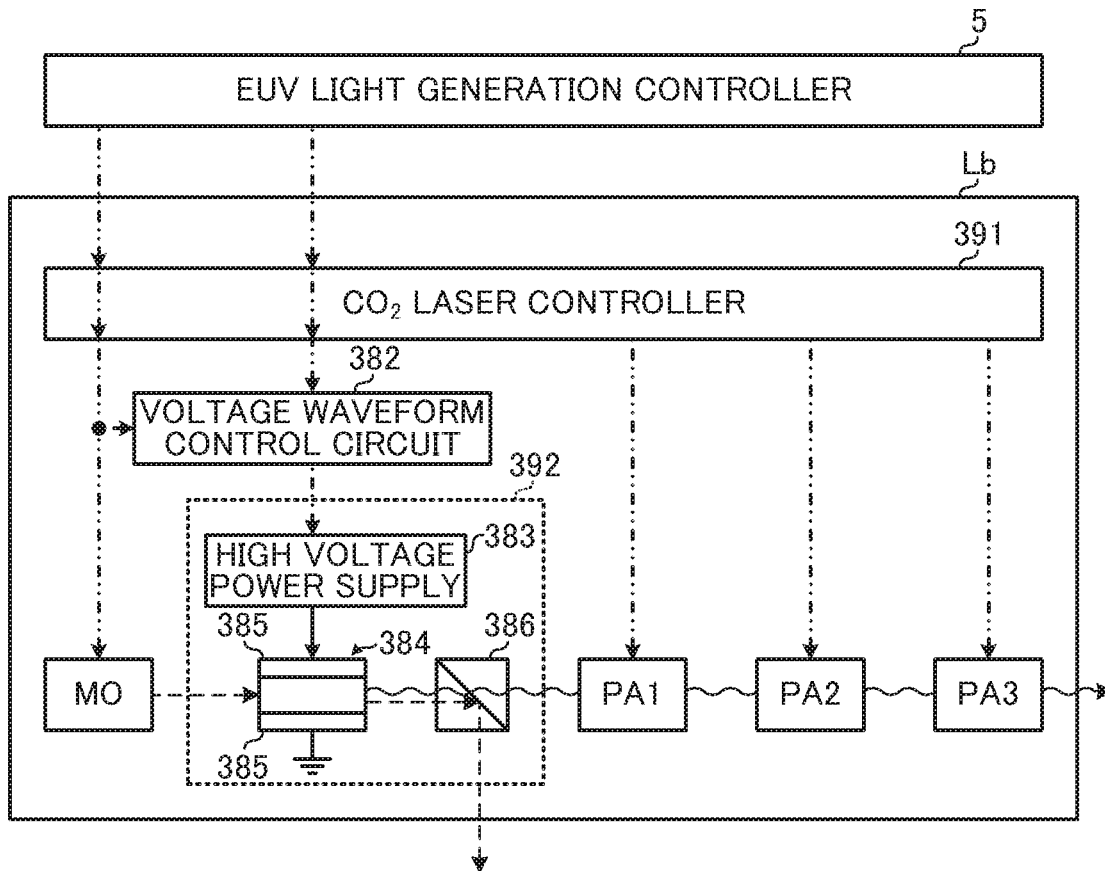 5
EUV LIGHT GENERATION CONTROLLER
Lb
391
CO₂ LASER CONTROLLER
382
VOLTAGE WAVEFORM
CONTROL CIRCUIT
392
HIGH VOLTAGE
POWER SUPPLY
383
385
384
386
MO
PA1
PA2
PA3
385